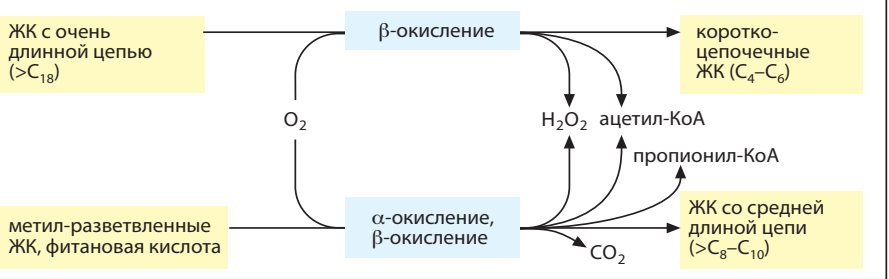 ЖК с очень
длинной цепью
(>C₁₈)
β-окисление
коротко-
цепочечные
ЖК (C₄–C₆)
O₂
H₂O₂
ацетил-КоА
пропионил-КоА
метил-разветвленные
ЖК, фитановая кислота
α-окисление,
β-окисление
ЖК со средней
длиной цепи
(>C₈–C₁₀)
CO₂